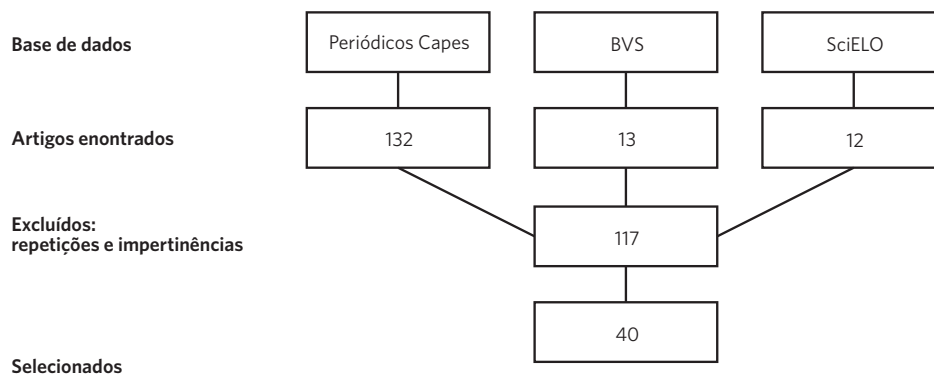 Base de dados
Periódicos Capes
BVS
SciELO
Artigos enontrados
132
13
12
Excluídos:
repetições e impertinências
117
40
Selecionados